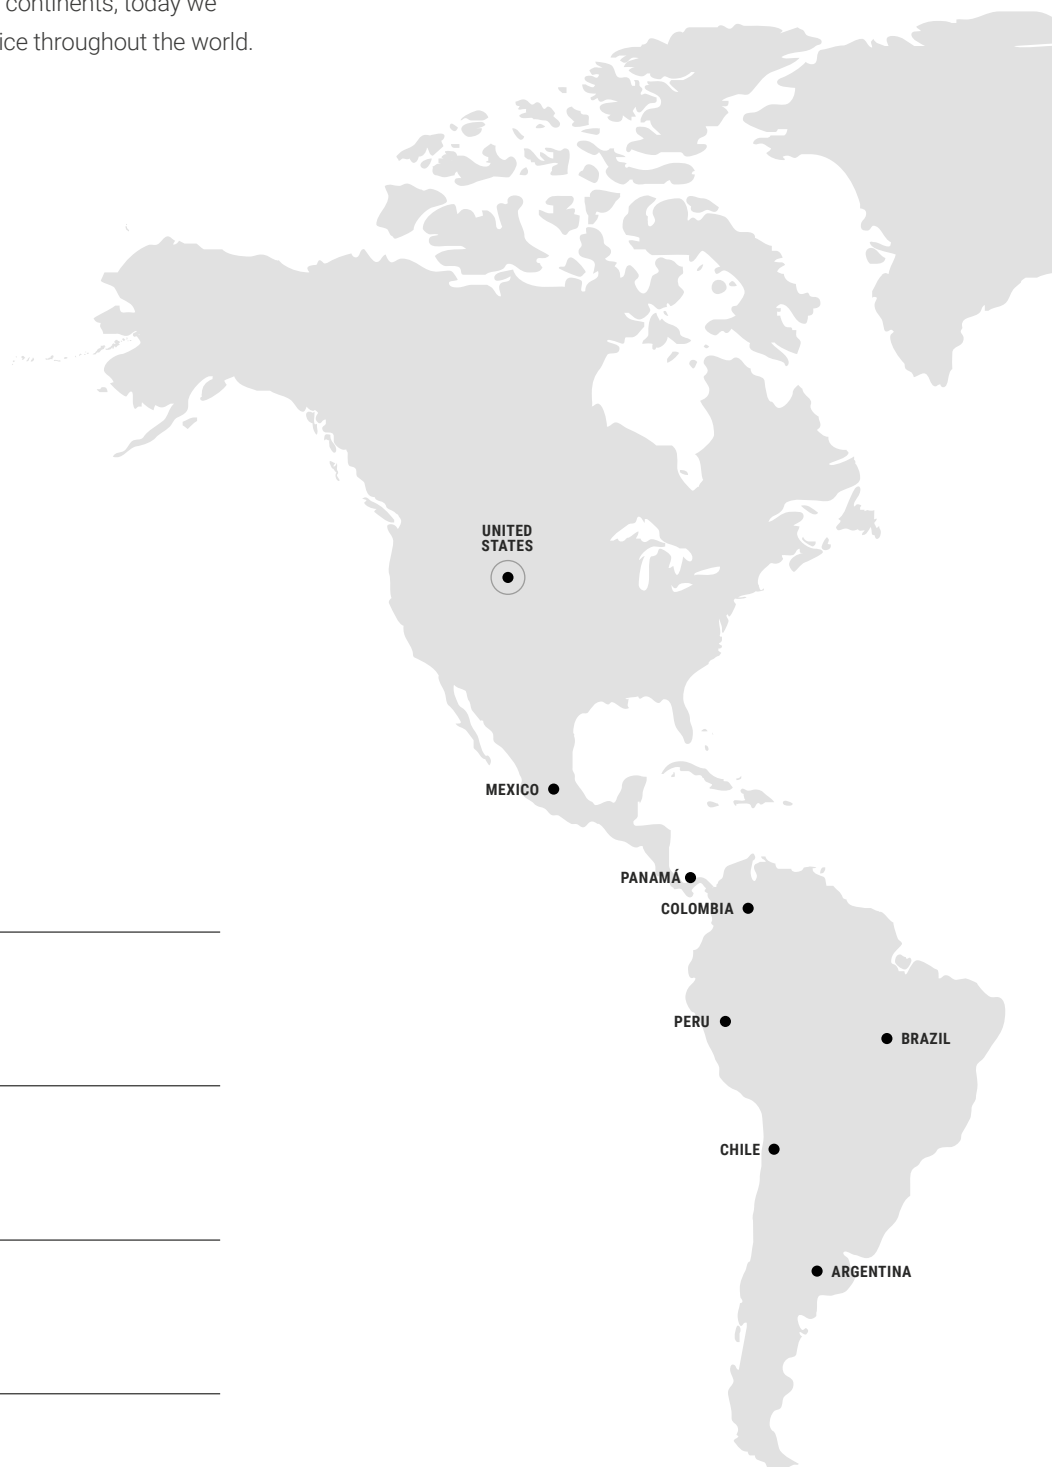 continents, today we
ice throughout the world.
UNITED
STATES
MEXICO
PANAMÁ
COLOMBIA
PERU
BRAZIL
CHILE
ARGENTINA